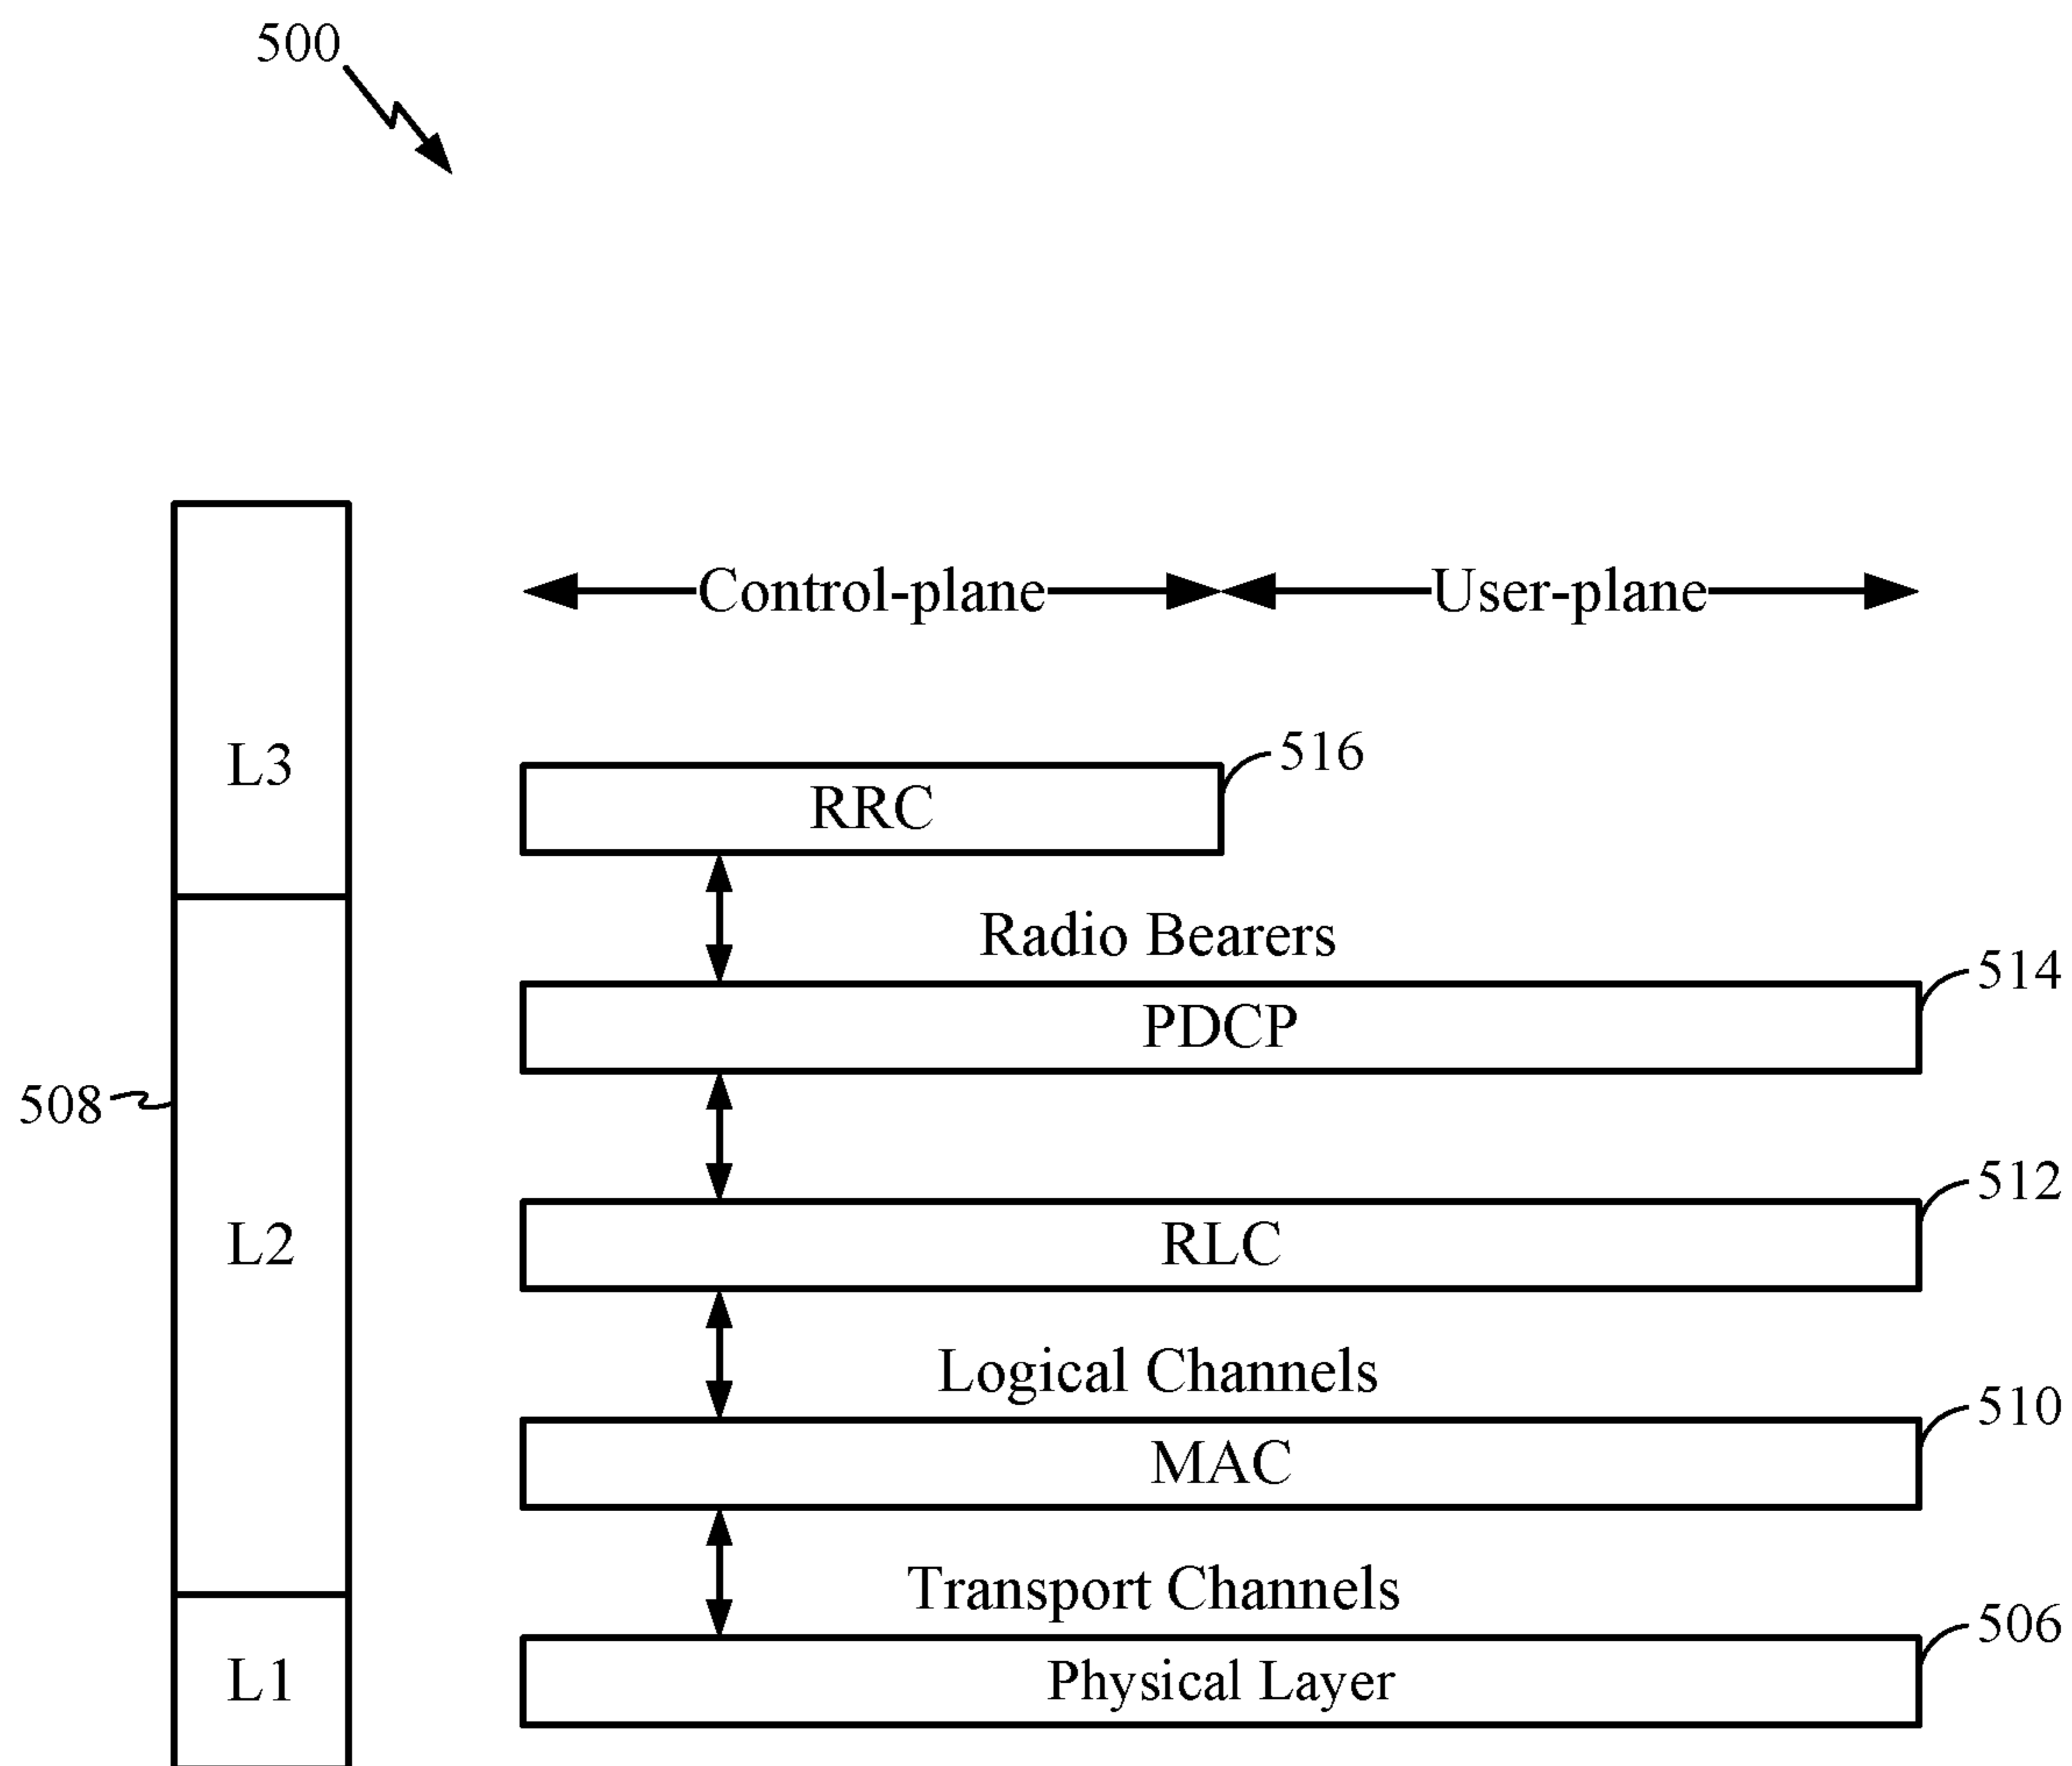 500
Control-plane User-plane
L3
516
RRC
Radio Bearers
514
PDCP
508
512
L2
RLC
Logical Channels
510
MAC
Transport Channels
506
L1
Physical Layer